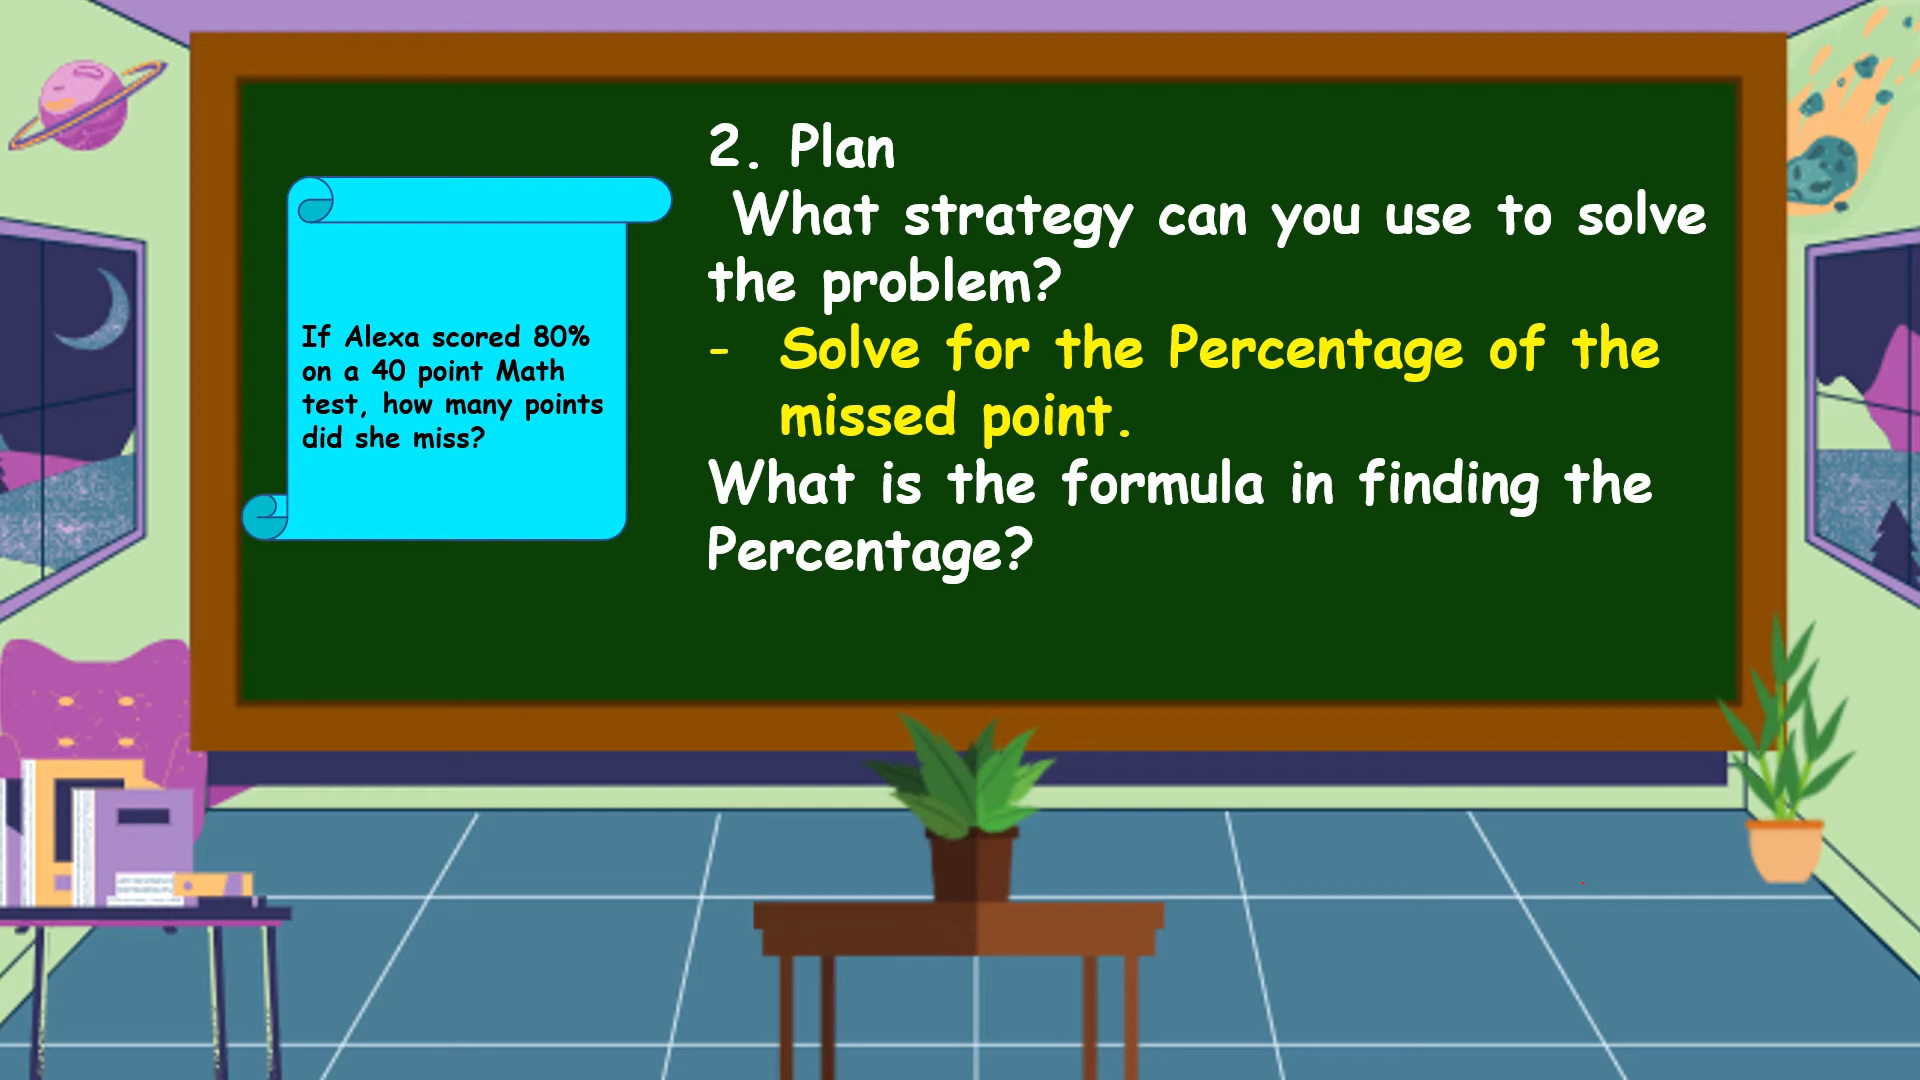 If Alexa scored 80%
on a 40 point Math
test, how many points
did she miss?
2. Plan
What strategy can you use to solve
the problem?
- Solve for the Percentage of the
missed point.
What is the formula in finding the
Percentage?